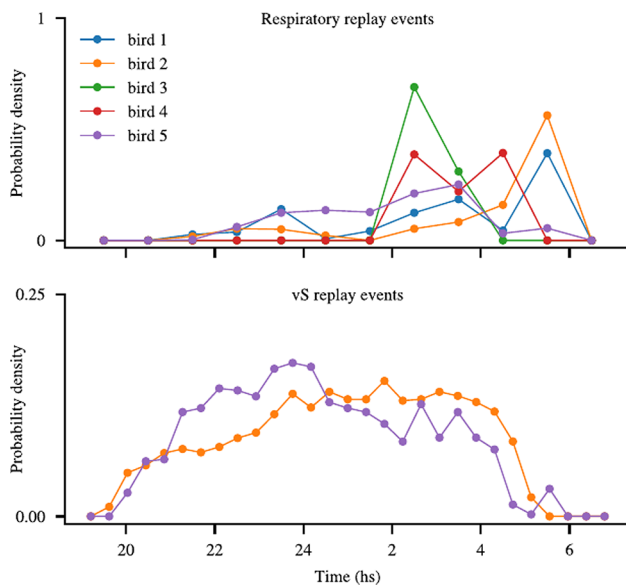 Respiratory replay events
1
bird 1
bird 2
bird 3
bird 4
bird 5
Probability density
0
vS replay events
0.25
Probability density
0.00
20 22 24 2 4 6
Time (hs)